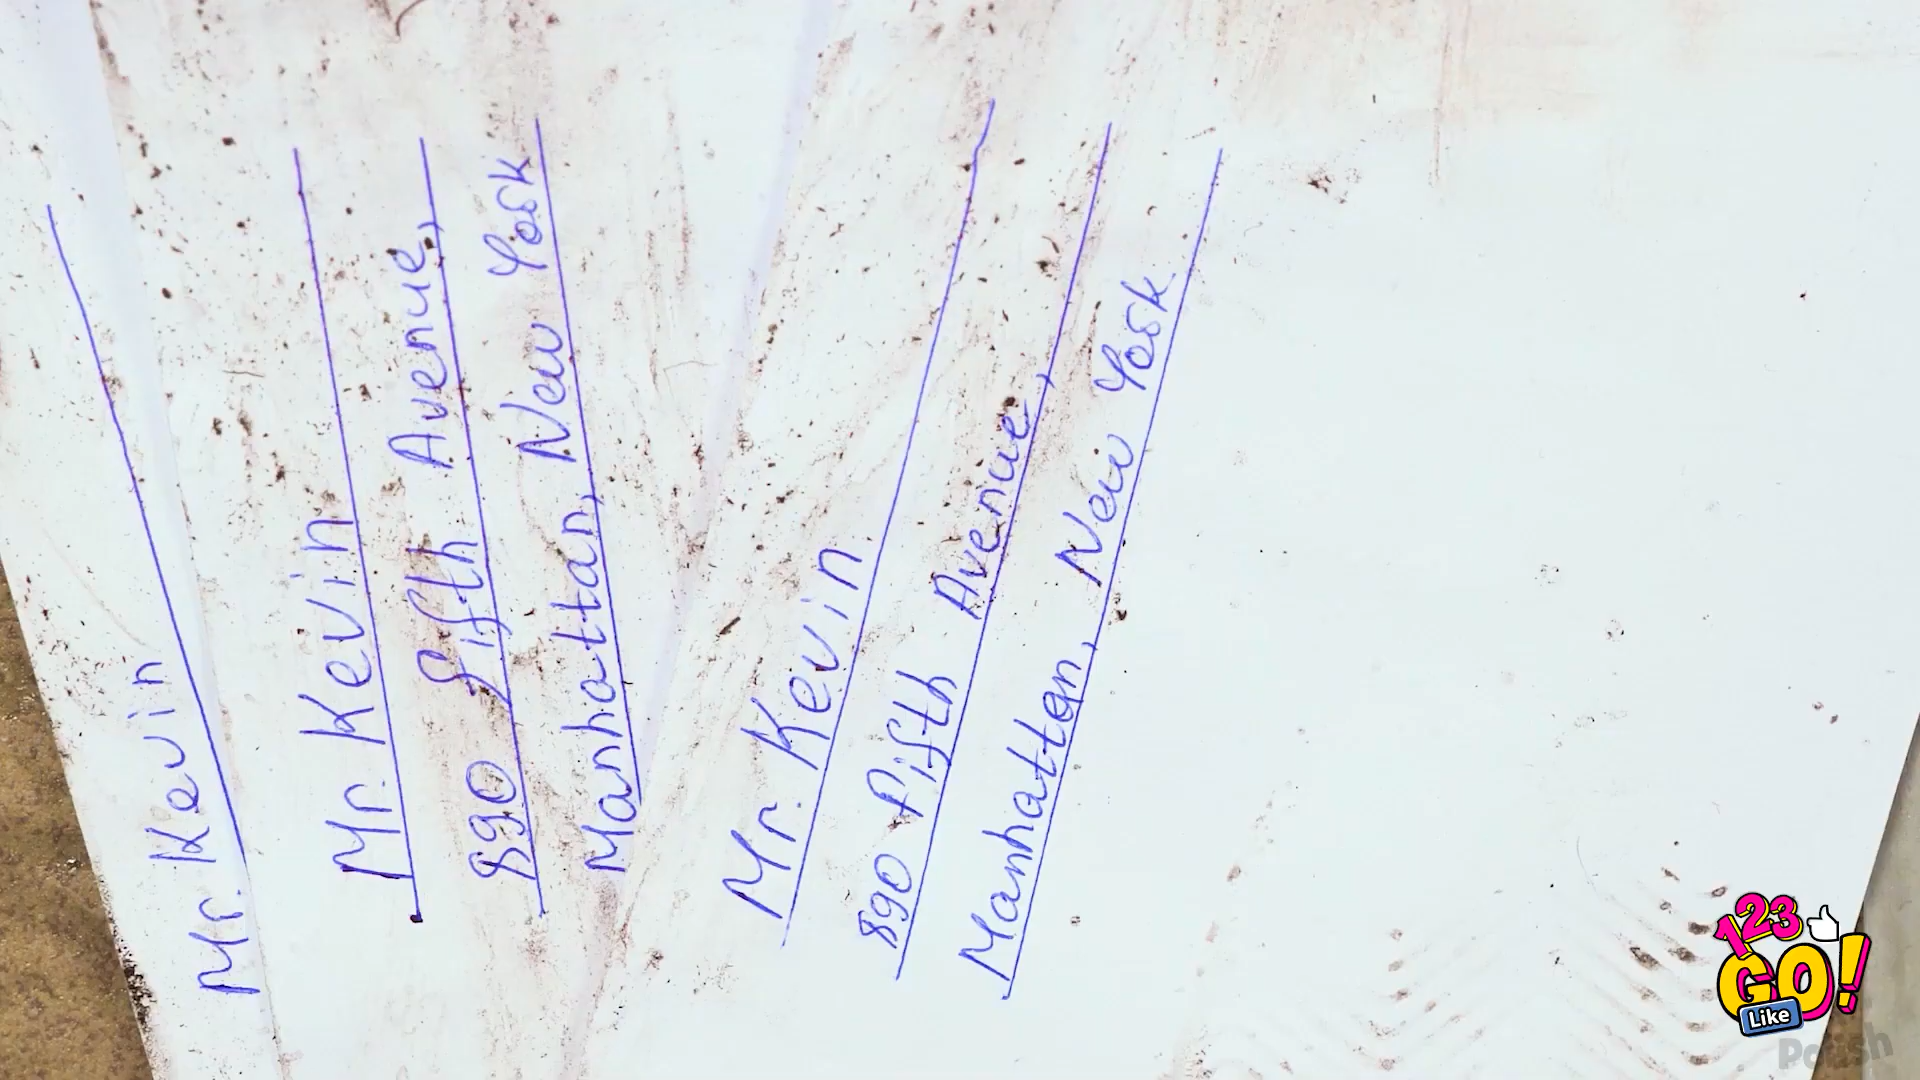 Mr. Kevin
Mr. Kevin
890 Fifth Avenue,
Manhattan, New York
Mr. Kevin
890 Fifth Avenue,
Manhattan, New York
123
GO!
Like
Polish